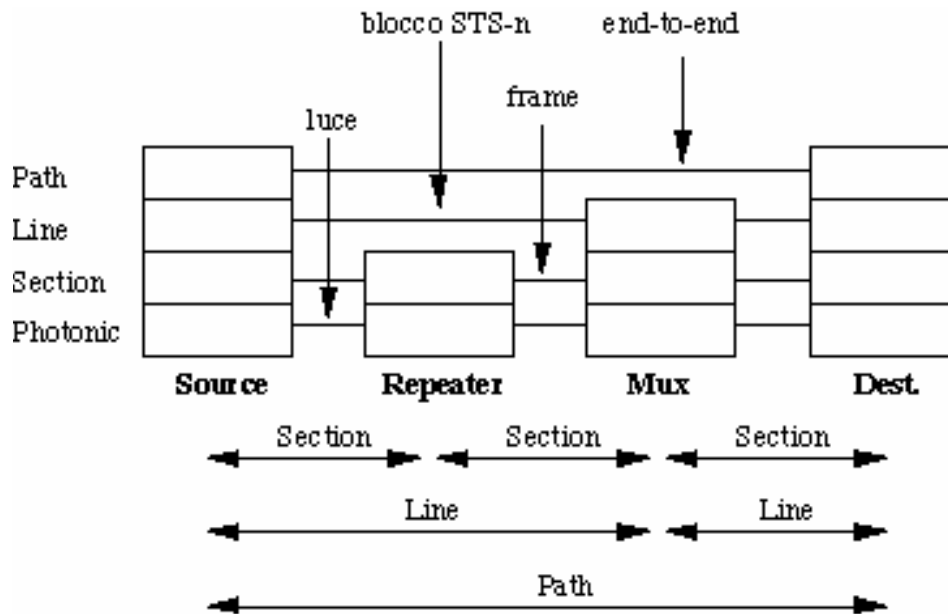 blocco STS-n end-to-end
frame
luce
Path
Line
Section
Photonic
Source Repeater Mux Dest.
Section Section Section
Line Line
Path